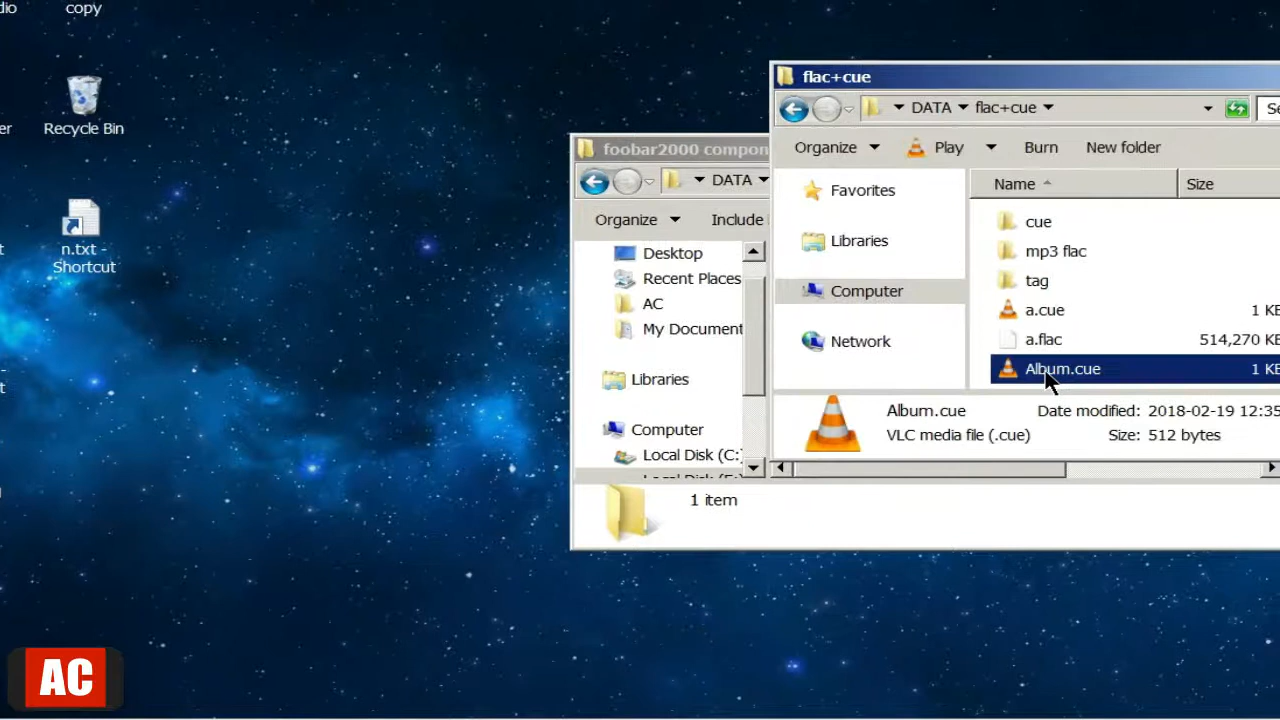 dio
copy
Recycle Bin
er
n.txt -
Shortcut
flac+cue
DATA
flac+cue
Se
Organize
Play
Burn
New folder
Favorites
Libraries
Computer
Network
Name
Size
cue
mp3 flac
tag
a.cue
1 KB
a.flac
514,270 KB
Album.cue
1 KB
Album.cue
Date modified: 2018-02-19 12:35
VLC media file (.cue)
Size: 512 bytes
foobar2000 compon
DATA
Organize
Include
Desktop
Recent Places
AC
My Document
Libraries
Computer
Local Disk (C:)
1 item
AC